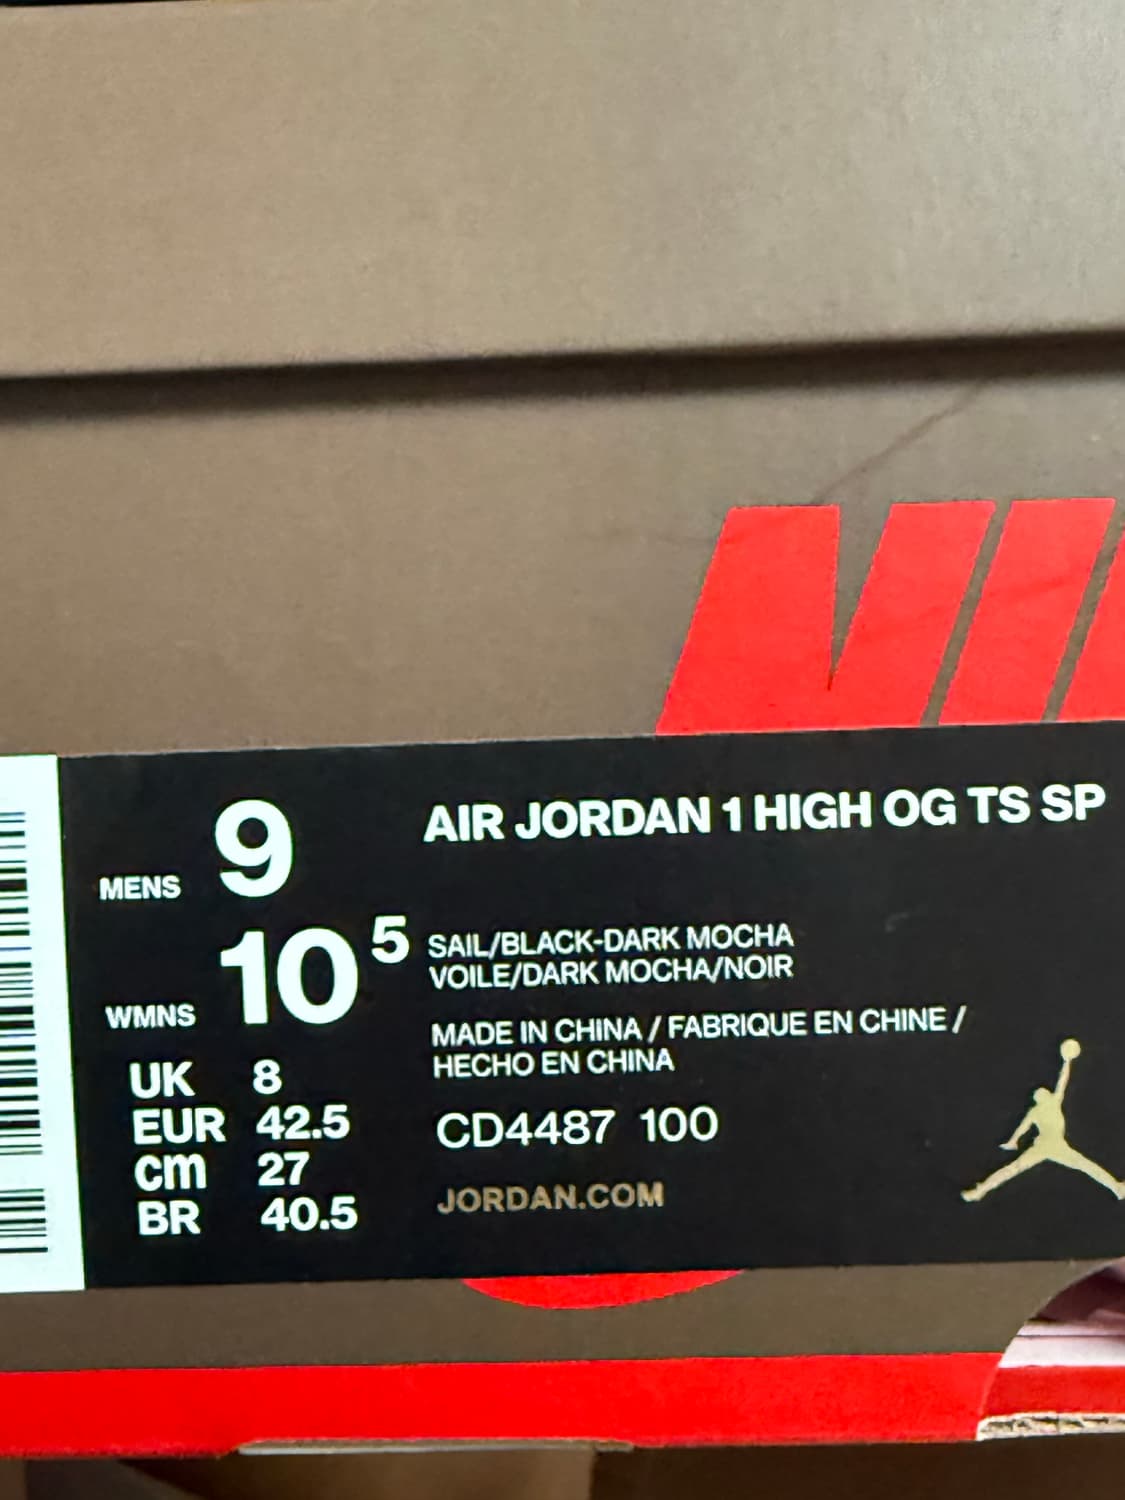 NIK
MENS 9
WMNS 10 5
UK 8
EUR 42.5
cm 27
BR 40.5
AIR JORDAN 1 HIGH OG TS SP
SAIL/BLACK-DARK MOCHA
VOILE/DARK MOCHA/NOIR
MADE IN CHINA / FABRIQUE EN CHINE /
HECHO EN CHINA
CD4487 100
JORDAN.COM